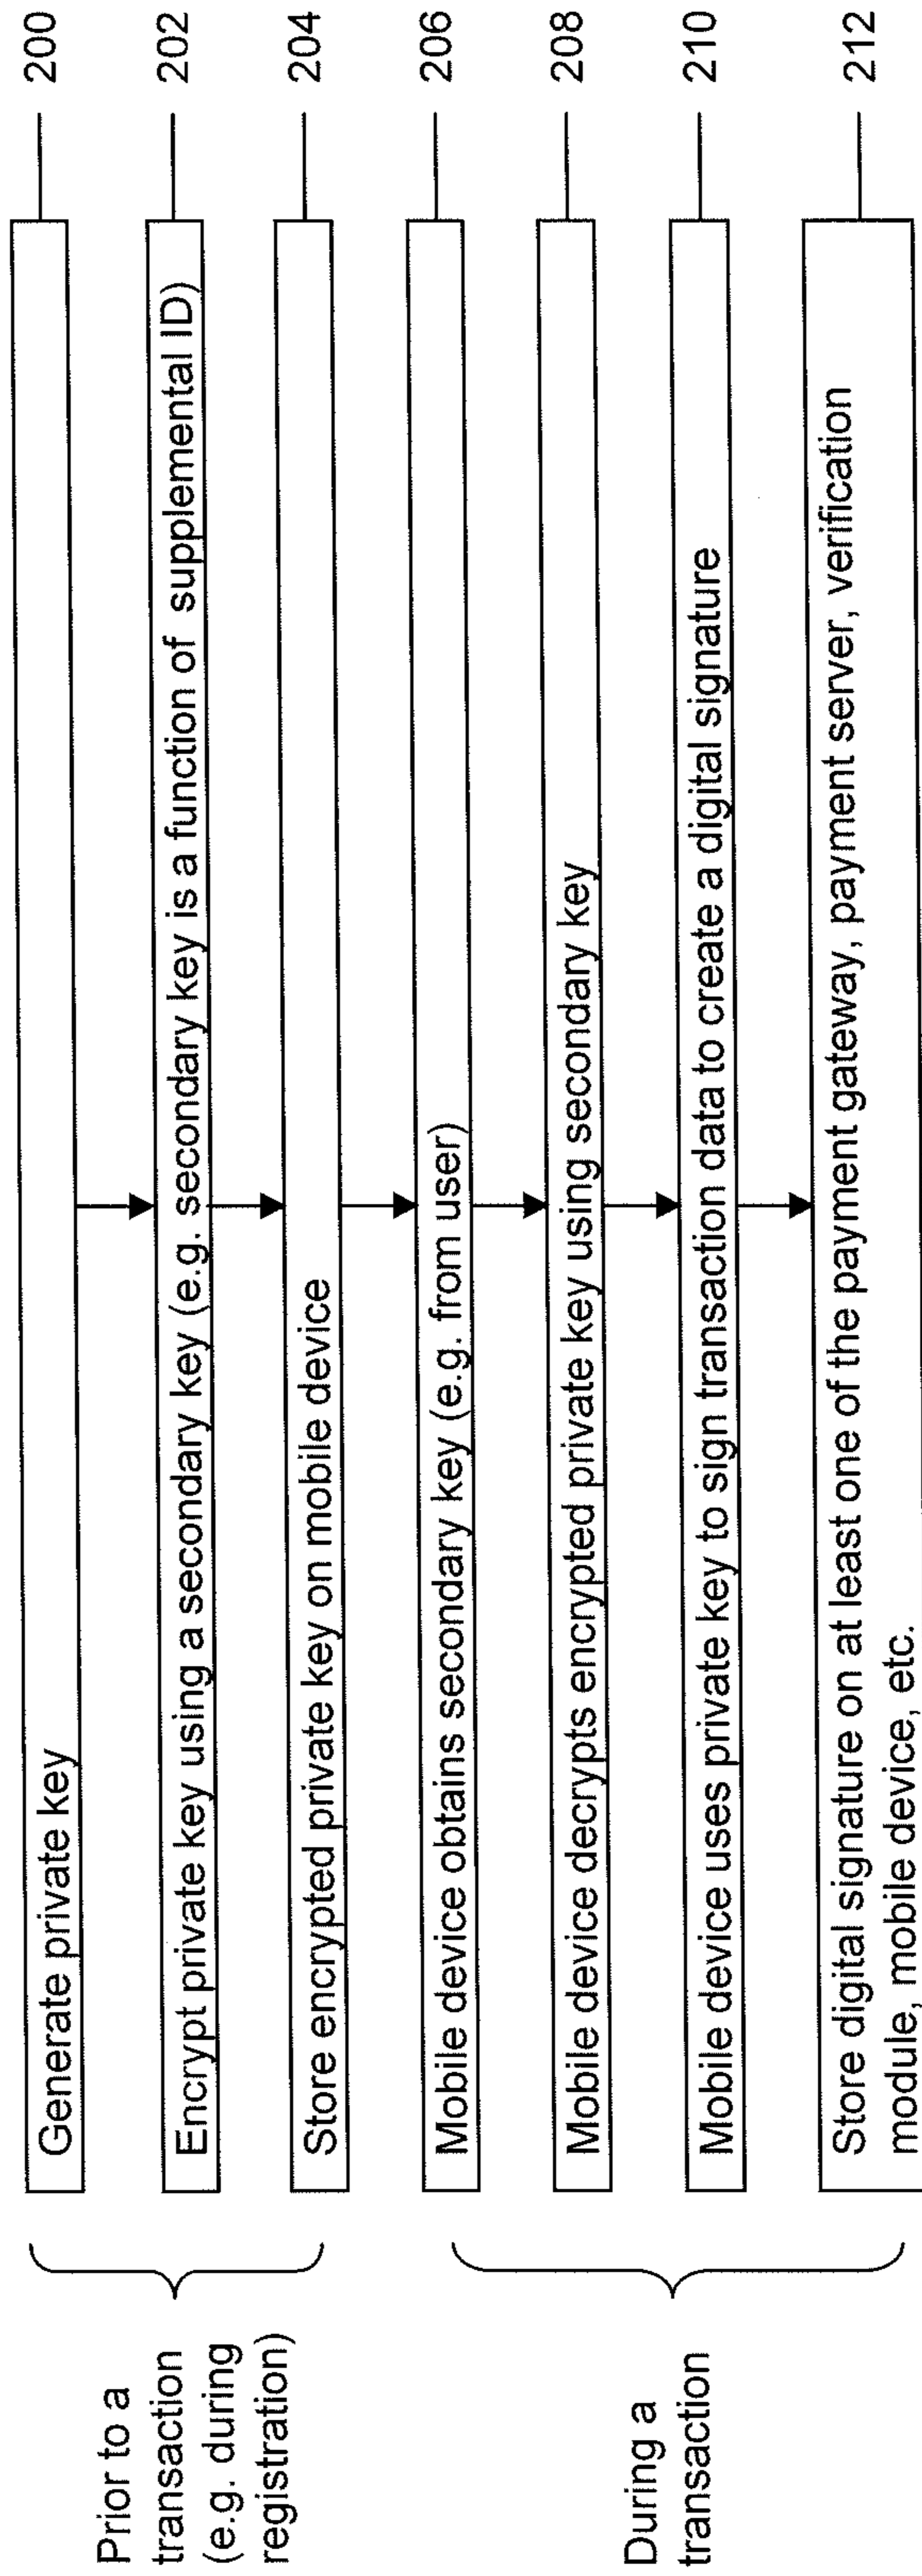 Prior to a
transaction
(e.g. during
registration)
Generate private key
200
Encrypt private key using a secondary key (e.g. secondary key is a function of supplemental ID)
202
Store encrypted private key on mobile device
204
During a
transaction
Mobile device obtains secondary key (e.g. from user)
206
Mobile device decrypts encrypted private key using secondary key
208
Mobile device uses private key to sign transaction data to create a digital signature
210
Store digital signature on at least one of the payment gateway, payment server, verification
module, mobile device, etc.
212